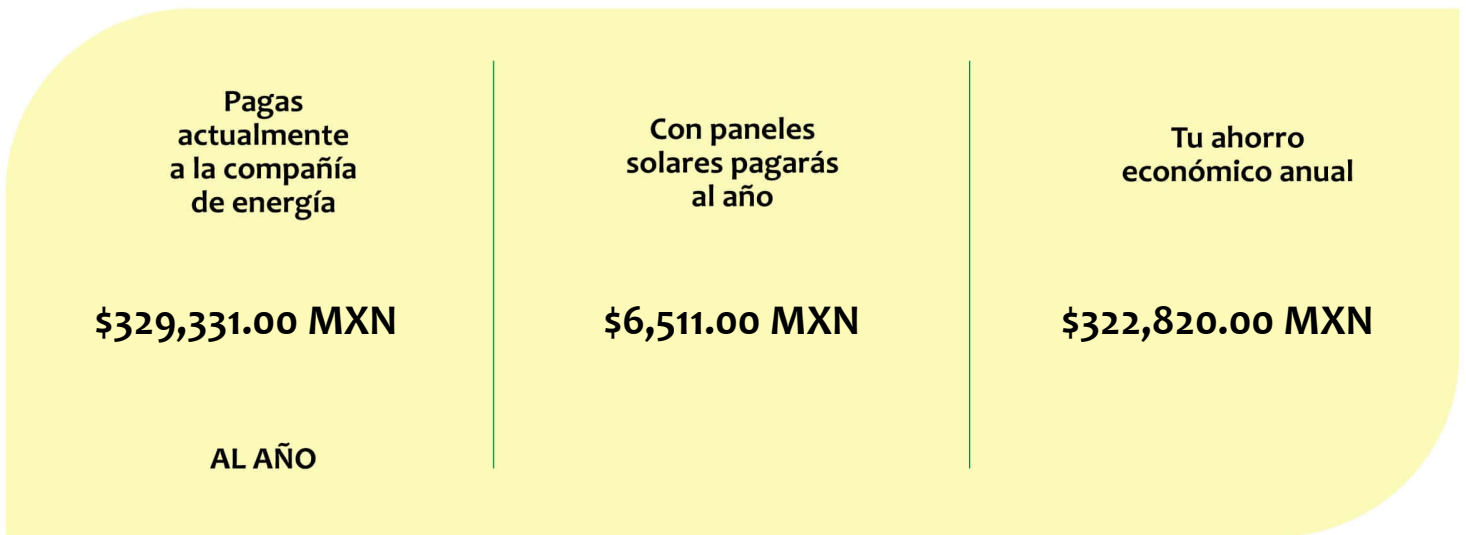 Pagas
actualmente
a la compañía
de energía
$329,331.00 MXN
AL AÑO
Con paneles
solares pagarás
al año
$6,511.00 MXN
Tu ahorro
económico anual
$322,820.00 MXN